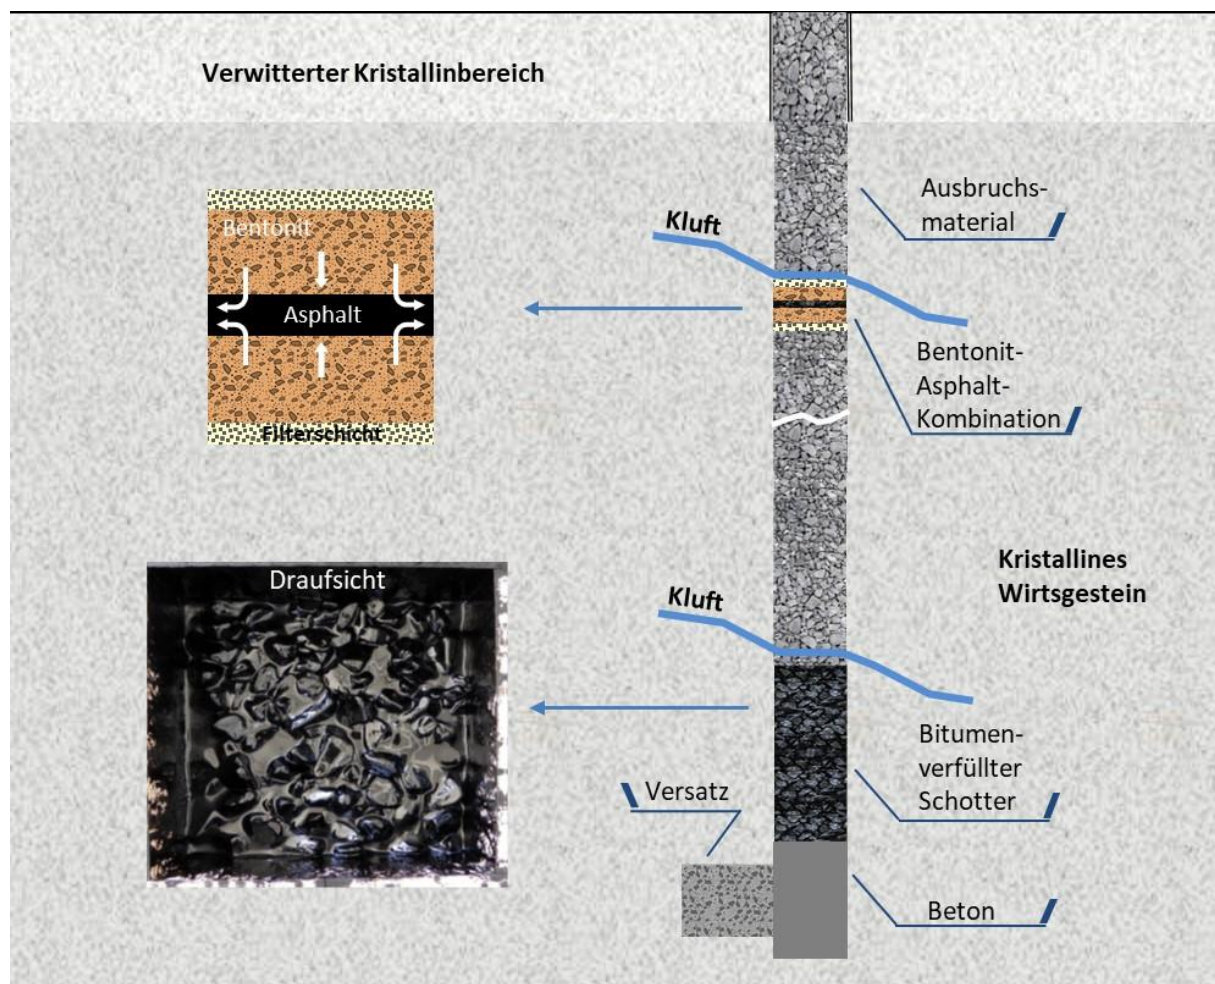 Verwitterter Kristallinbereich
Ausbruchs-
material
Kluft
Bentonit
Asphalt
Filterschicht
Bentonit-
Asphalt-
Kombination
Kristallines
Wirtsgestein
Draufsicht
Kluft
Bitumen-
verfüllter
Schotter
Versatz
Beton